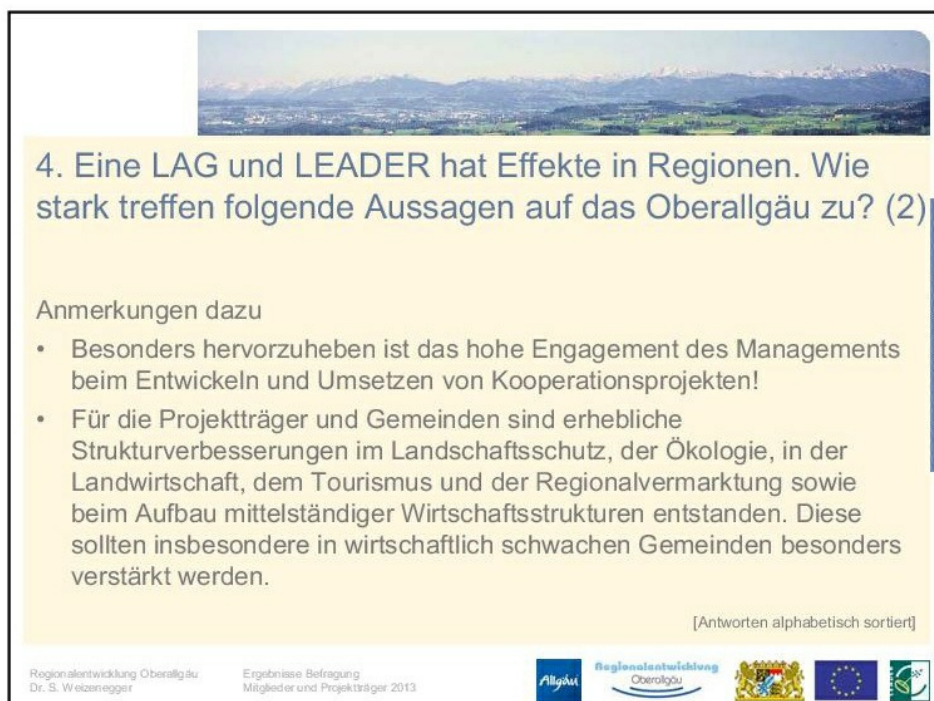 4. Eine LAG und LEADER hat Effekte in Regionen. Wie
stark treffen folgende Aussagen auf das Oberallgäu zu? (2)
Anmerkungen dazu
• Besonders hervorzuheben ist das hohe Engagement des Managements
beim Entwickeln und Umsetzen von Kooperationsprojekten!
• Für die Projektträger und Gemeinden sind erhebliche
Strukturverbesserungen im Landschaftsschutz, der Ökologie, in der
Landwirtschaft, dem Tourismus und der Regionalvermarktung sowie
beim Aufbau mittelständiger Wirtschaftsstrukturen entstanden. Diese
sollten insbesondere in wirtschaftlich schwachen Gemeinden besonders
verstärkt werden.
[Antworten alphabetisch sortiert]
Regionalentwicklung Oberallgäu
Dr. S. Weizenegger
Ergebnisse Befragung
Mitglieder und Projektträger 2013
Allgäu
Regionalentwicklung
Oberallgäu